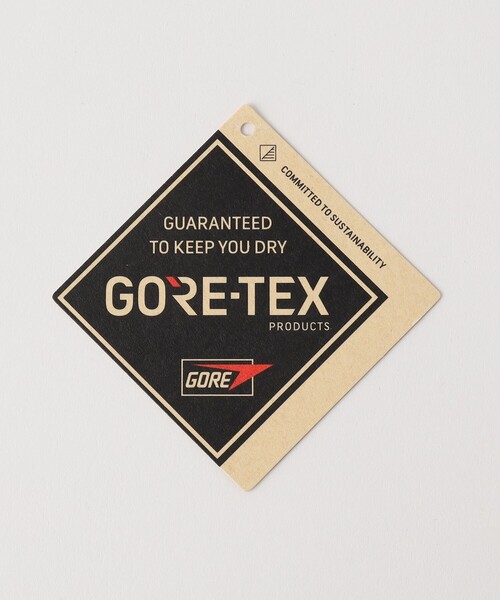 COMMITTED TO SUSTAINABILITY
GUARANTEED
TO KEEP YOU DRY
GORE-TEX
PRODUCTS
GORE